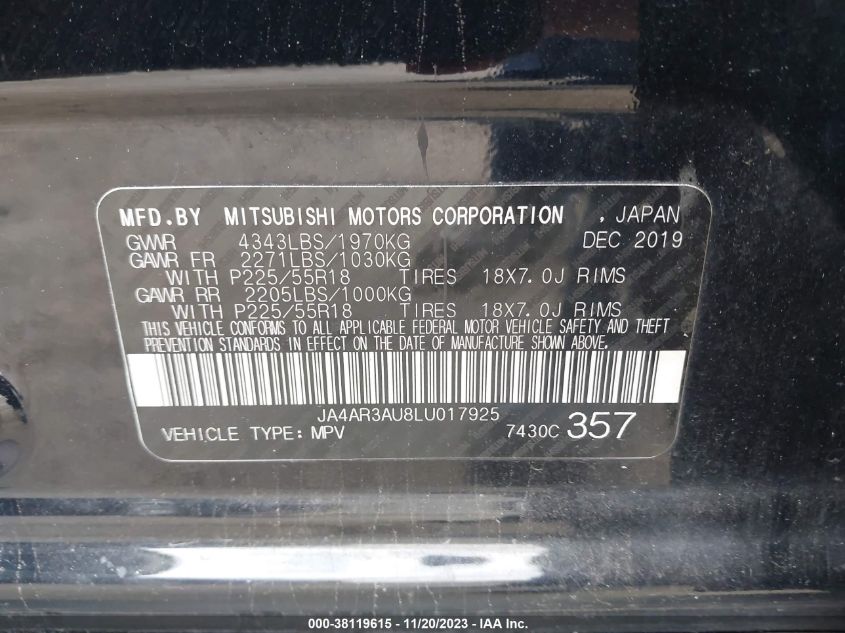 MFD.BY MITSUBISHI MOTORS CORPORATION , JAPAN
GVWR 4343LBS/1970KG DEC 2019
GAWR FR 2271LBS/1030KG
WITH P225/55R18 TIRES 18X7.0J RIMS
GAWR RR 2205LBS/1000KG
WITH P225/55R18 TIRES 18X7.0J RIMS
THIS VEHICLE CONFORMS TO ALL APPLICABLE FEDERAL MOTOR VEHICLE SAFETY AND THEFT
PREVENTION STANDARDS IN EFFECT ON THE DATE OF MANUFACTURE SHOWN ABOVE.
JA4AR3AU8LU017925
VEHICLE TYPE: MPV 7430C 357
000-38119615 - 11/20/2023 - IAA Inc.